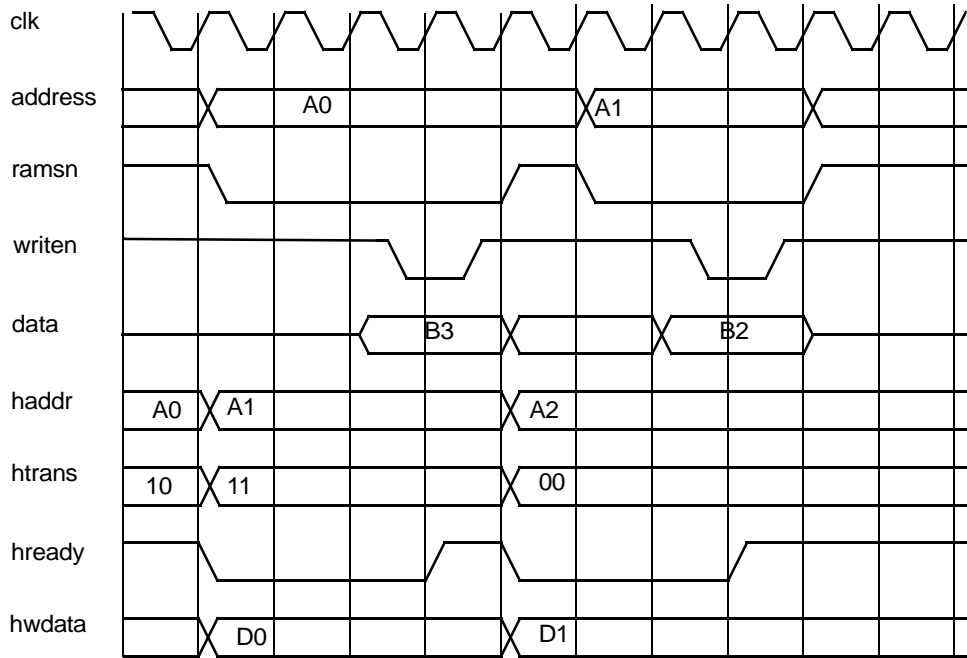 clk
address A0 A1
ramsn
writen
data B3 B2
haddr A0 A1 A2
htrans 10 11 00
hready
hwdata D0 D1